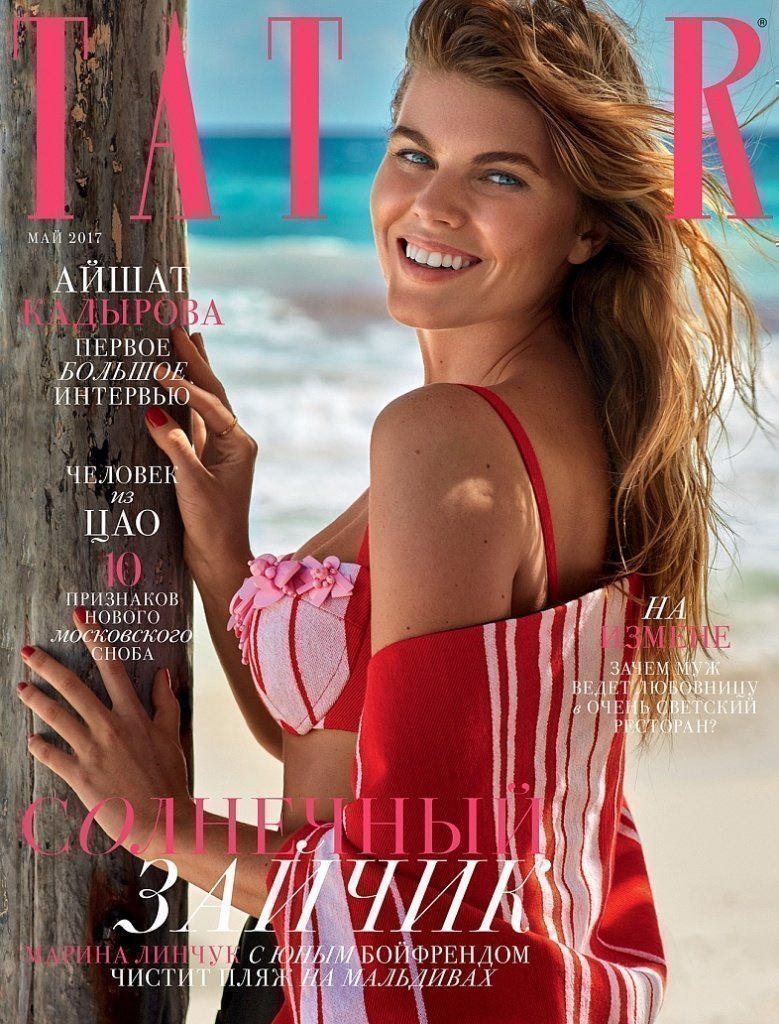 TAT R
®
МАЙ 2017
АЙШАТ
КАДЫРОВА
ПЕРВОЕ
БОЛЬШОЕ
ИНТЕРВЬЮ
ЧЕЛОВЕК
из
ЦАО
10
ПРИЗНАКОВ
НОВОГО
московского
СНОБА
НА
ИЗМЕНЕ
ЗАЧЕМ МУЖ
ВЕДЕТ ЛЮБОВНИЦУ
в ОЧЕНЬ СВЕТСКИЙ
РЕСТОРАН?
СОЛНЕЧНЫЙ
ЗАЙЧИК
МАРИНА ЛИНЧУК С ЮНЫМ БОЙФРЕНДОМ
ЧИСТИТ ПЛЯЖ НА МАЛЬДИВАХ